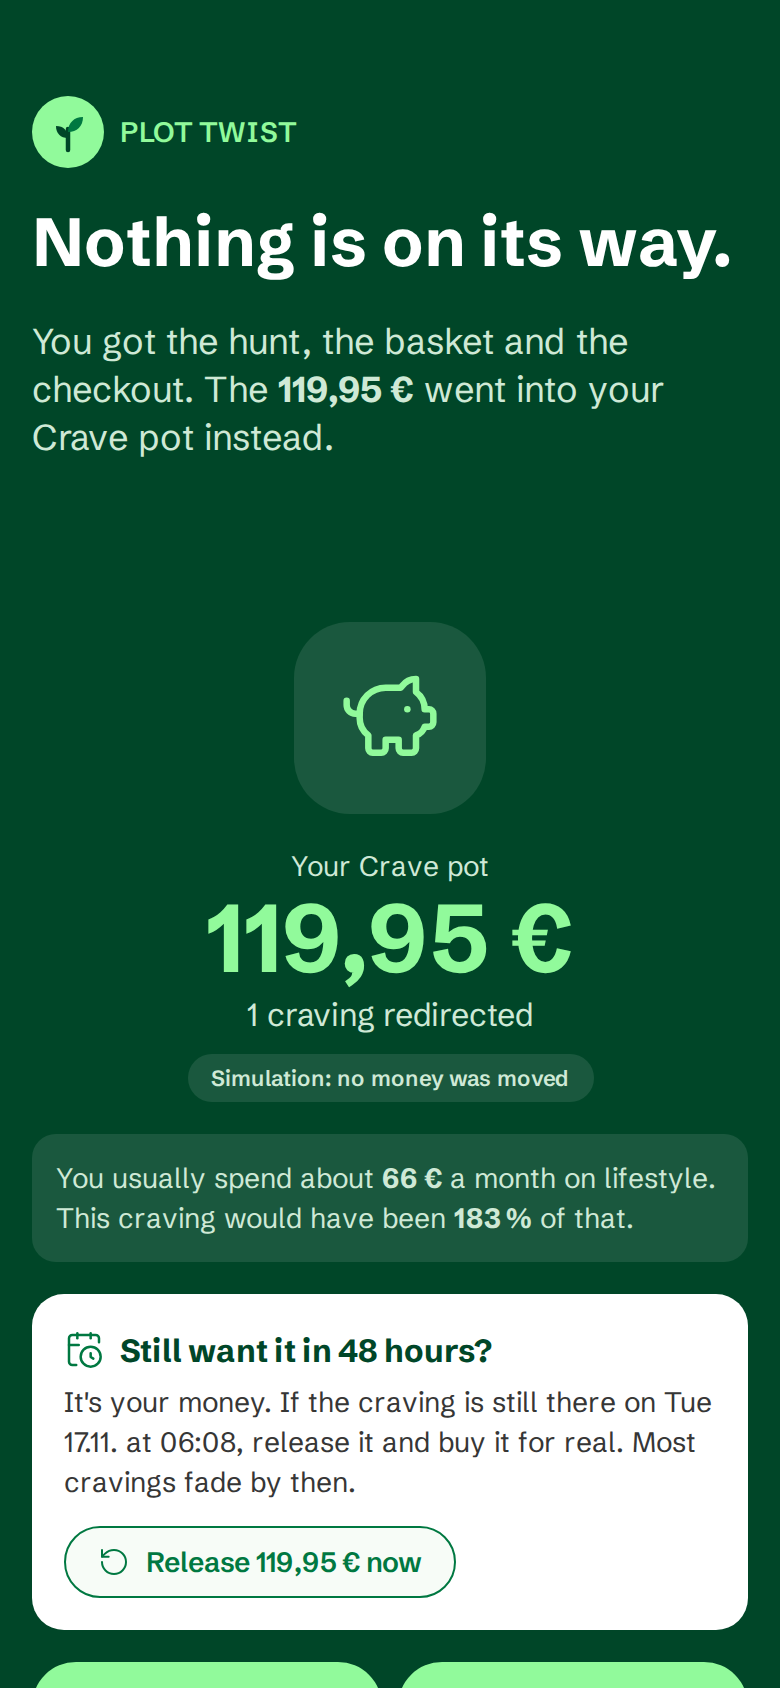 PLOT TWIST
Nothing is on its way.
You got the hunt, the basket and the
checkout. The 119,95 € went into your
Crave pot instead.
Your Crave pot
119,95 €
1 craving redirected
Simulation: no money was moved
You usually spend about 66 € a month on lifestyle.
This craving would have been 183 % of that.
Still want it in 48 hours?
It's your money. If the craving is still there on Tue
17.11. at 06:08, release it and buy it for real. Most
cravings fade by then.
Release 119,95 € now